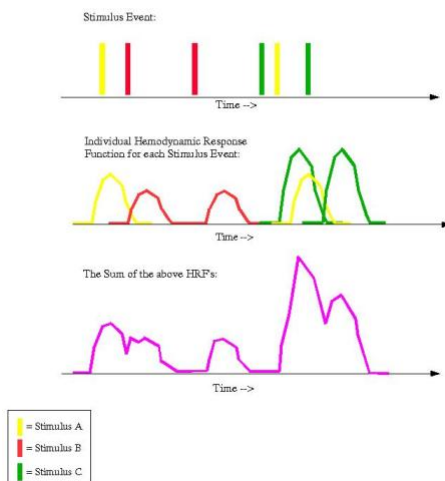 Stimulus Event:
Time -->
Individual Hemodynamic Response
Function for each Stimulus Event:
Time -->
The Sum of the above HRF's:
Time -->
= Stimulus A
= Stimulus B
= Stimulus C